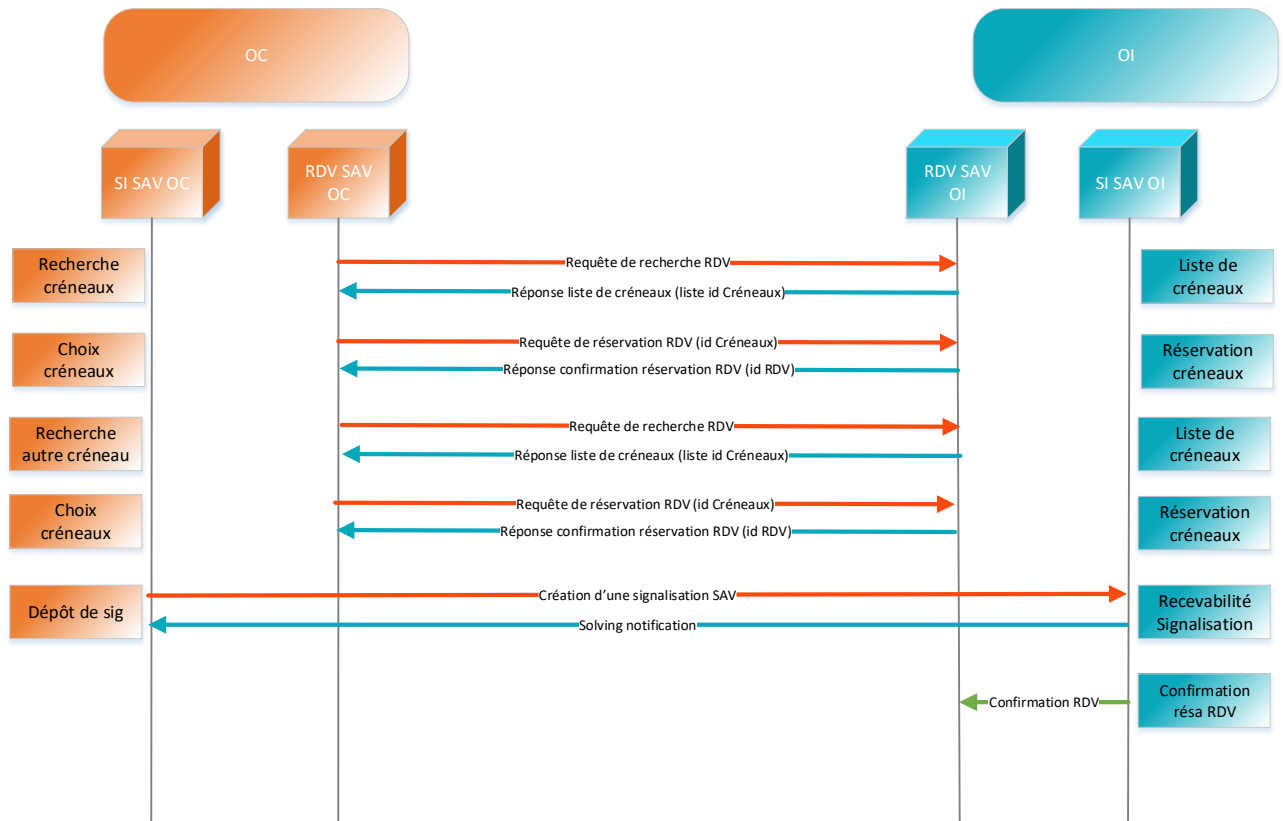 OC
OI
SI SAV OC
RDV SAV
OC
RDV SAV
OI
SI SAV OI
Recherche
créneaux
Requête de recherche RDV
Réponse liste de créneaux (liste id Créneaux)
Liste de
créneaux
Choix
créneaux
Requête de réservation RDV (id Créneaux)
Réponse confirmation réservation RDV (id RDV)
Réservation
créneaux
Recherche
autre créneau
Requête de recherche RDV
Réponse liste de créneaux (liste id Créneaux)
Liste de
créneaux
Choix
créneaux
Requête de réservation RDV (id Créneaux)
Réponse confirmation réservation RDV (id RDV)
Réservation
créneaux
Dépôt de sig
Création d’une signalisation SAV
Solving notification
Recevabilité
Signalisation
Confirmation RDV
Confirmation
résa RDV